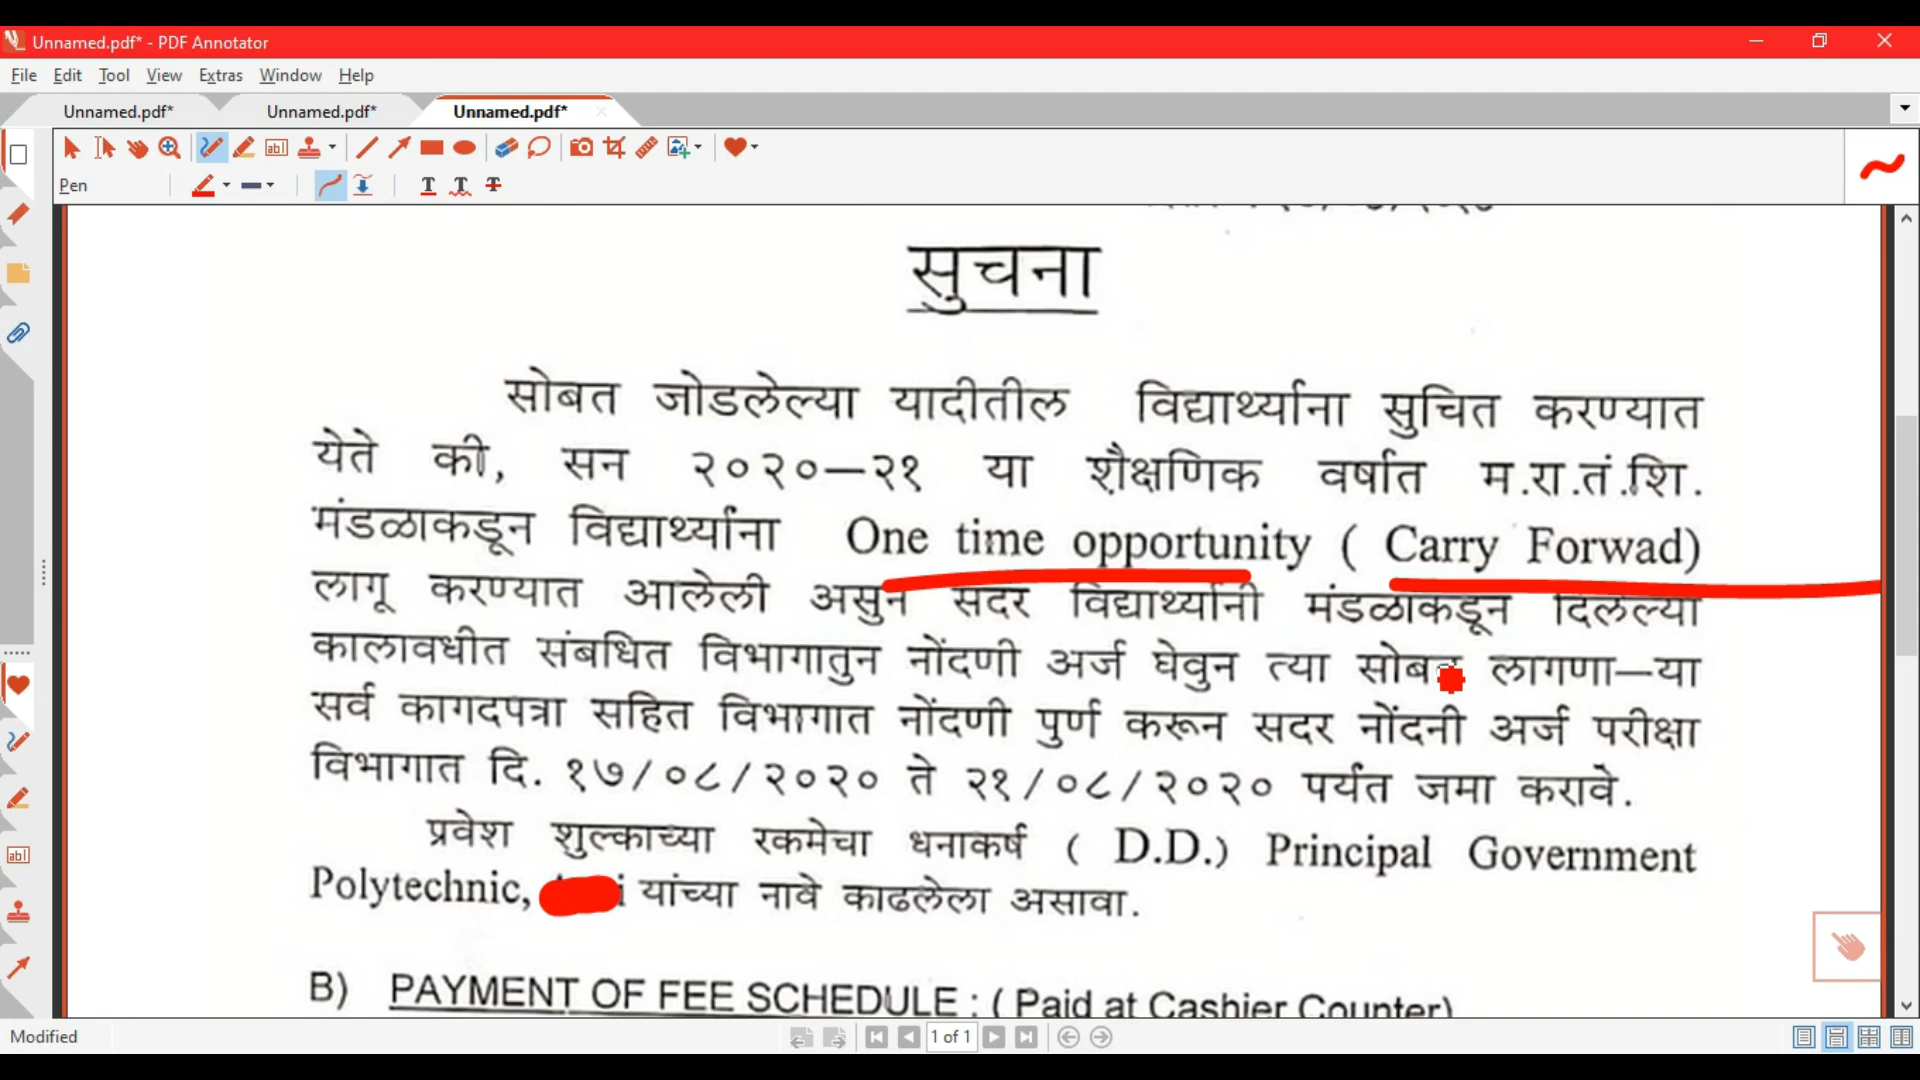 Unnamed.pdf* - PDF Annotator
File Edit Tool View Extras Window Help
Unnamed.pdf* Unnamed.pdf* Unnamed.pdf*
Pen
सुचना
सोबत जोडलेल्या यादीतील विद्यार्थ्यांना सुचित करण्यात
येते की, सन २०२०—२१ या शैक्षणिक वर्षात म.रा.तं.शि.
मंडळाकडून विद्यार्थ्यांना One time opportunity ( Carry Forwad)
लागू करण्यात आलेली असुन सदर विद्यार्थ्यांनी मंडळाकडून दिलल्या
कालावधीत संबधित विभागातुन नोंदणी अर्ज घेवुन त्या लागणा—या
सर्व कागदपत्रा सहित विभागात नोंदणी पुर्ण करून सदर नोंदनी अर्ज परीक्षा
विभागात दि. १७/०८/२०२० ते २१/०८/२०२० पर्यंत जमा करावे.
प्रवेश शुल्काच्या रकमेचा धनाकर्ष ( D.D.) Principal Government
Polytechnic, यांच्या नावे काढलेला असावा.
B) PAYMENT OF FEE SCHEDULE : ( Paid at Cashier Counter)
Modified
1 of 1